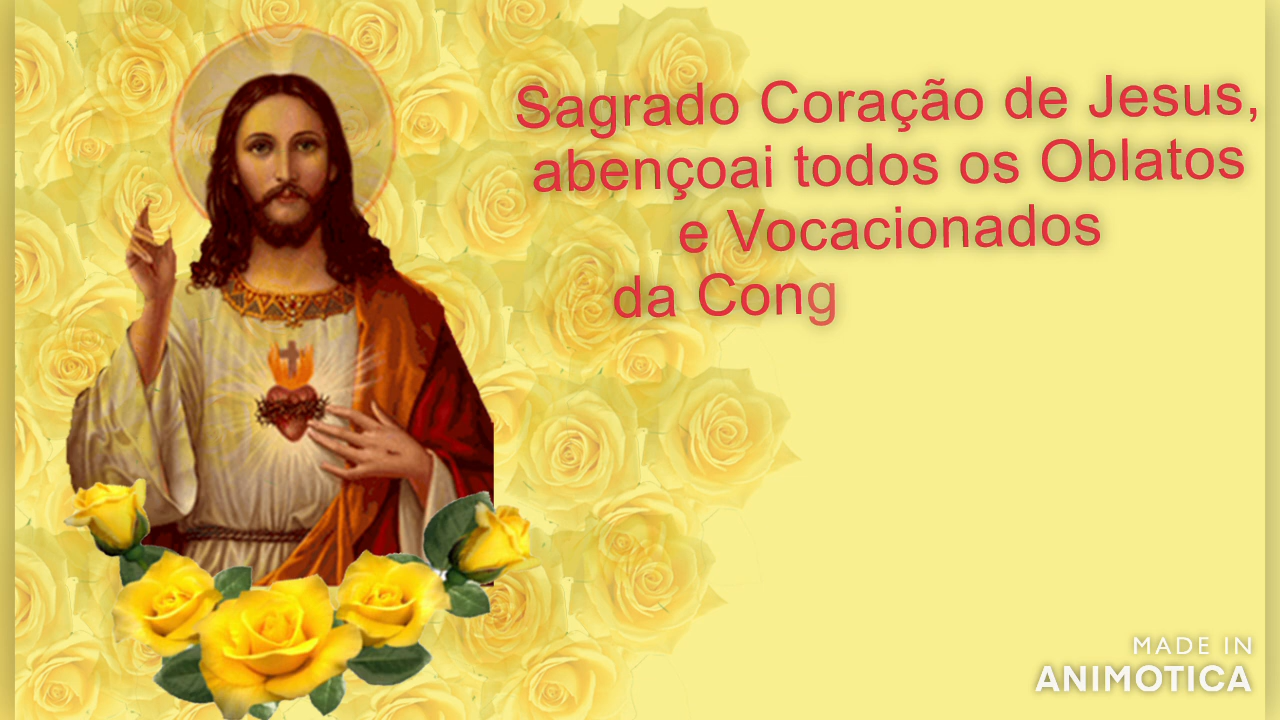 Sagrado Coração de Jesus,
abençoai todos os Oblatos
e Vocacionados
da Cong
MADE IN
ANIMOTICA